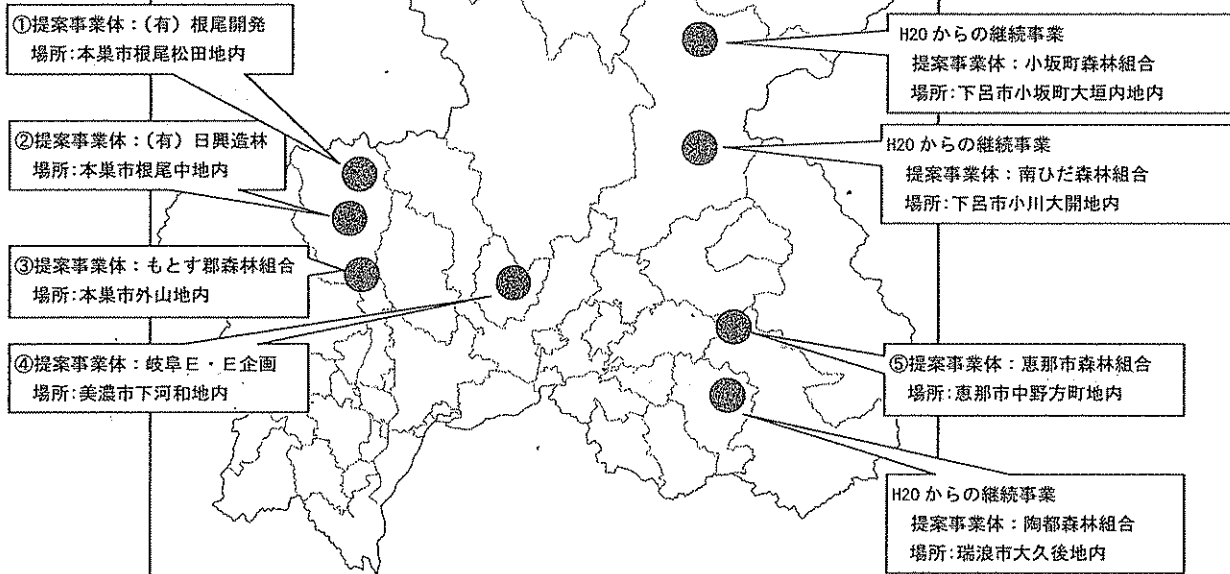 ①提案事業体：(有) 根尾開発
場所：本巣市根尾松田地内
②提案事業体：(有) 日興造林
場所：本巣市根尾中地内
③提案事業体：もとす郡森林組合
場所：本巣市外山地内
④提案事業体：岐阜E・E企画
場所：美濃市下河和地内
H20 からの継続事業
提案事業体：小坂町森林組合
場所：下呂市小坂町大垣内地内
H20 からの継続事業
提案事業体：南ひだ森林組合
場所：下呂市小川大開地内
⑤提案事業体：恵那市森林組合
場所：恵那市中野方町地内
H20 からの継続事業
提案事業体：陶都森林組合
場所：瑞浪市大久後地内